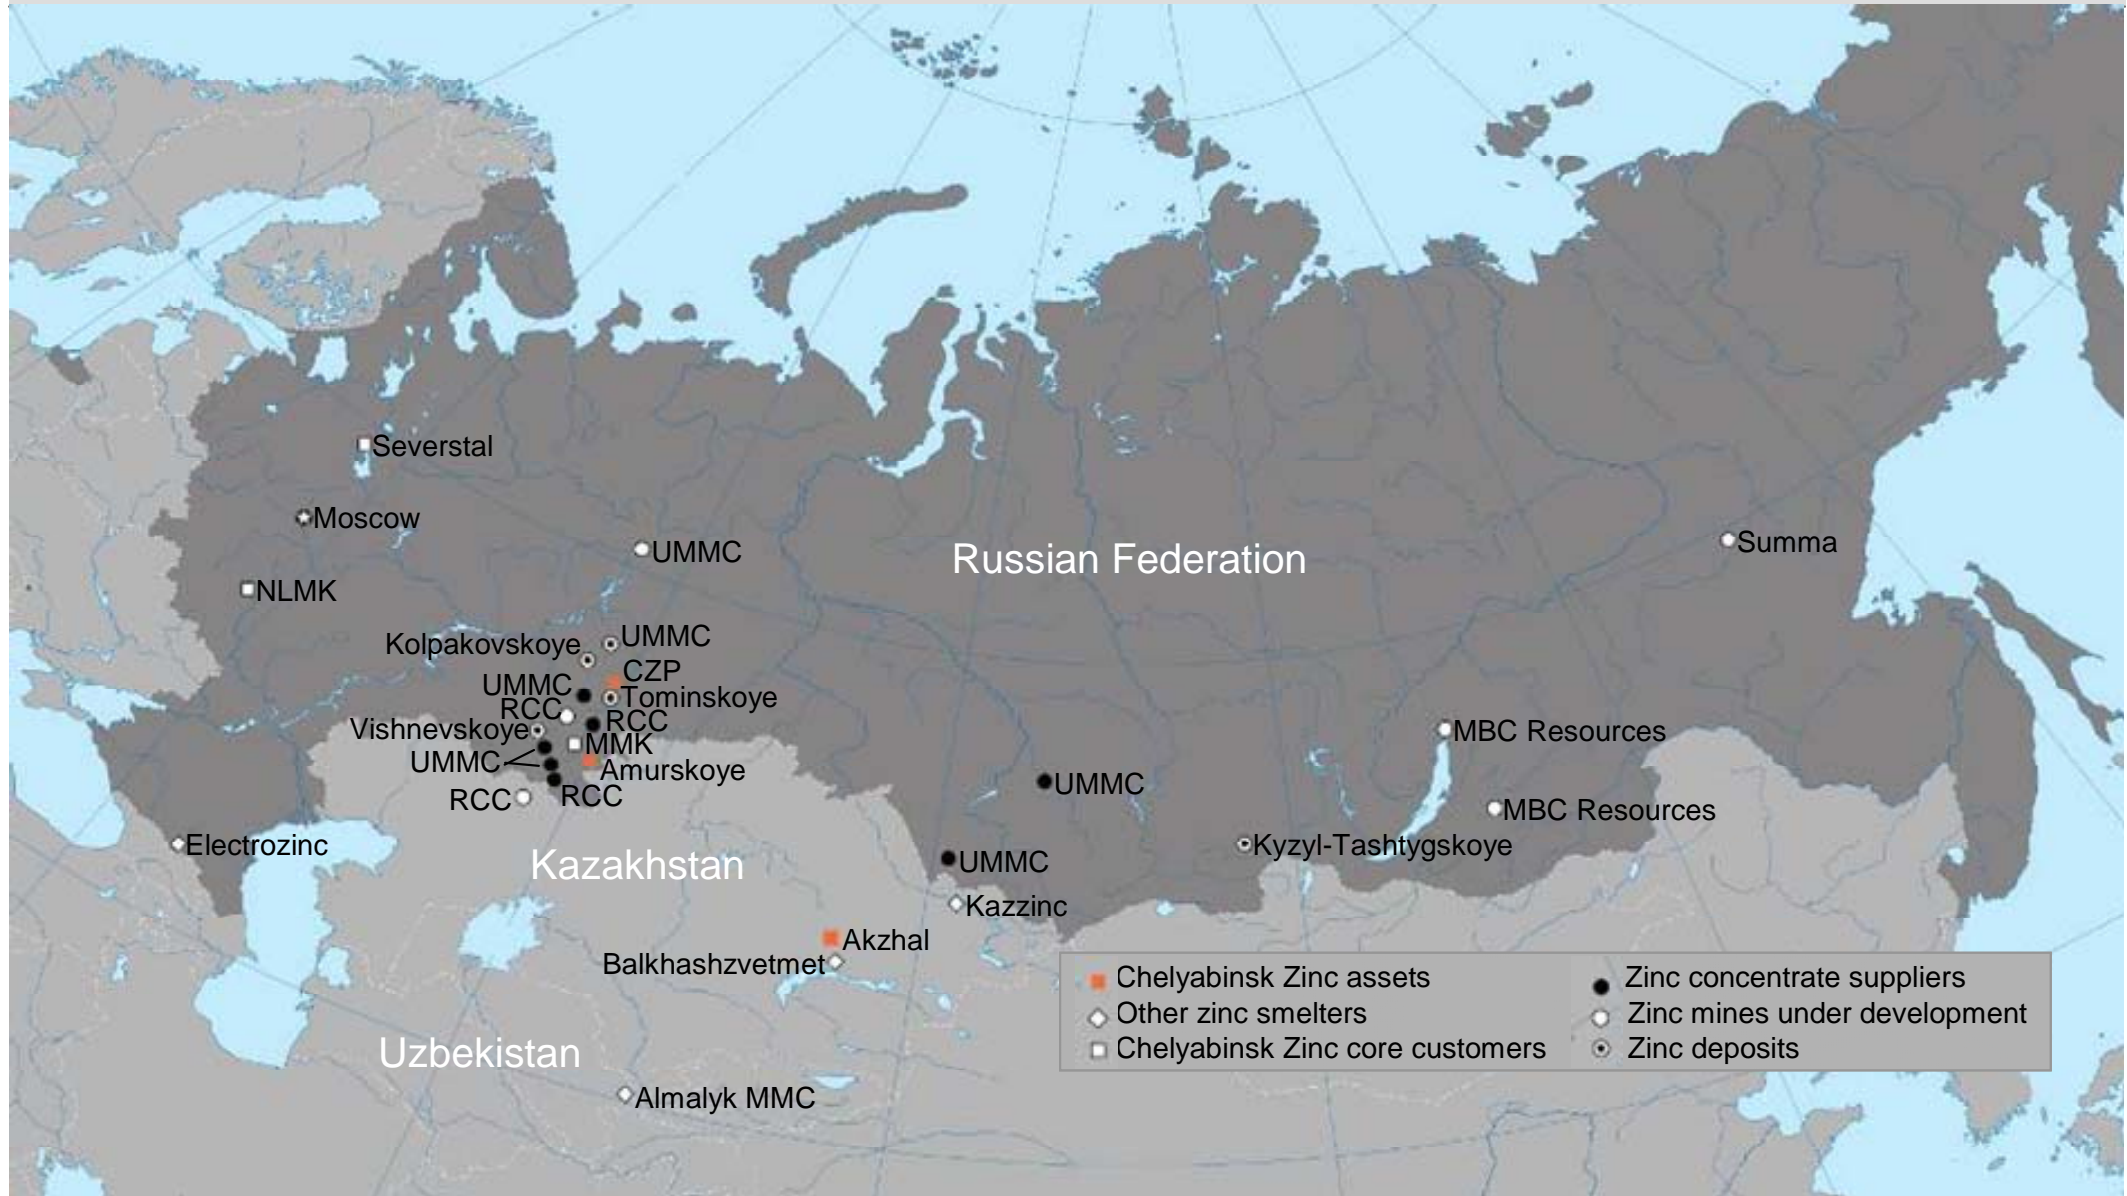 Severstal
Moscow
UMMC
Russian Federation
Summa
NLMK
Kolpakovskoye
UMMC
CZP
UMMC
Tominskoye
RCC
RCC
Vishnevskoye
MMK
MBC Resources
UMMC
Amurskoye
UMMC
RCC
RCC
MBC Resources
Electrozinc
Kyzyl-Tashtygskoye
Kazakhstan
UMMC
Kazzinc
Akzhal
Balkhashzvetmet
Uzbekistan
Almalyk MMC
Chelyabinsk Zinc assets
Other zinc smelters
Chelyabinsk Zinc core customers
Zinc concentrate suppliers
Zinc mines under development
Zinc deposits